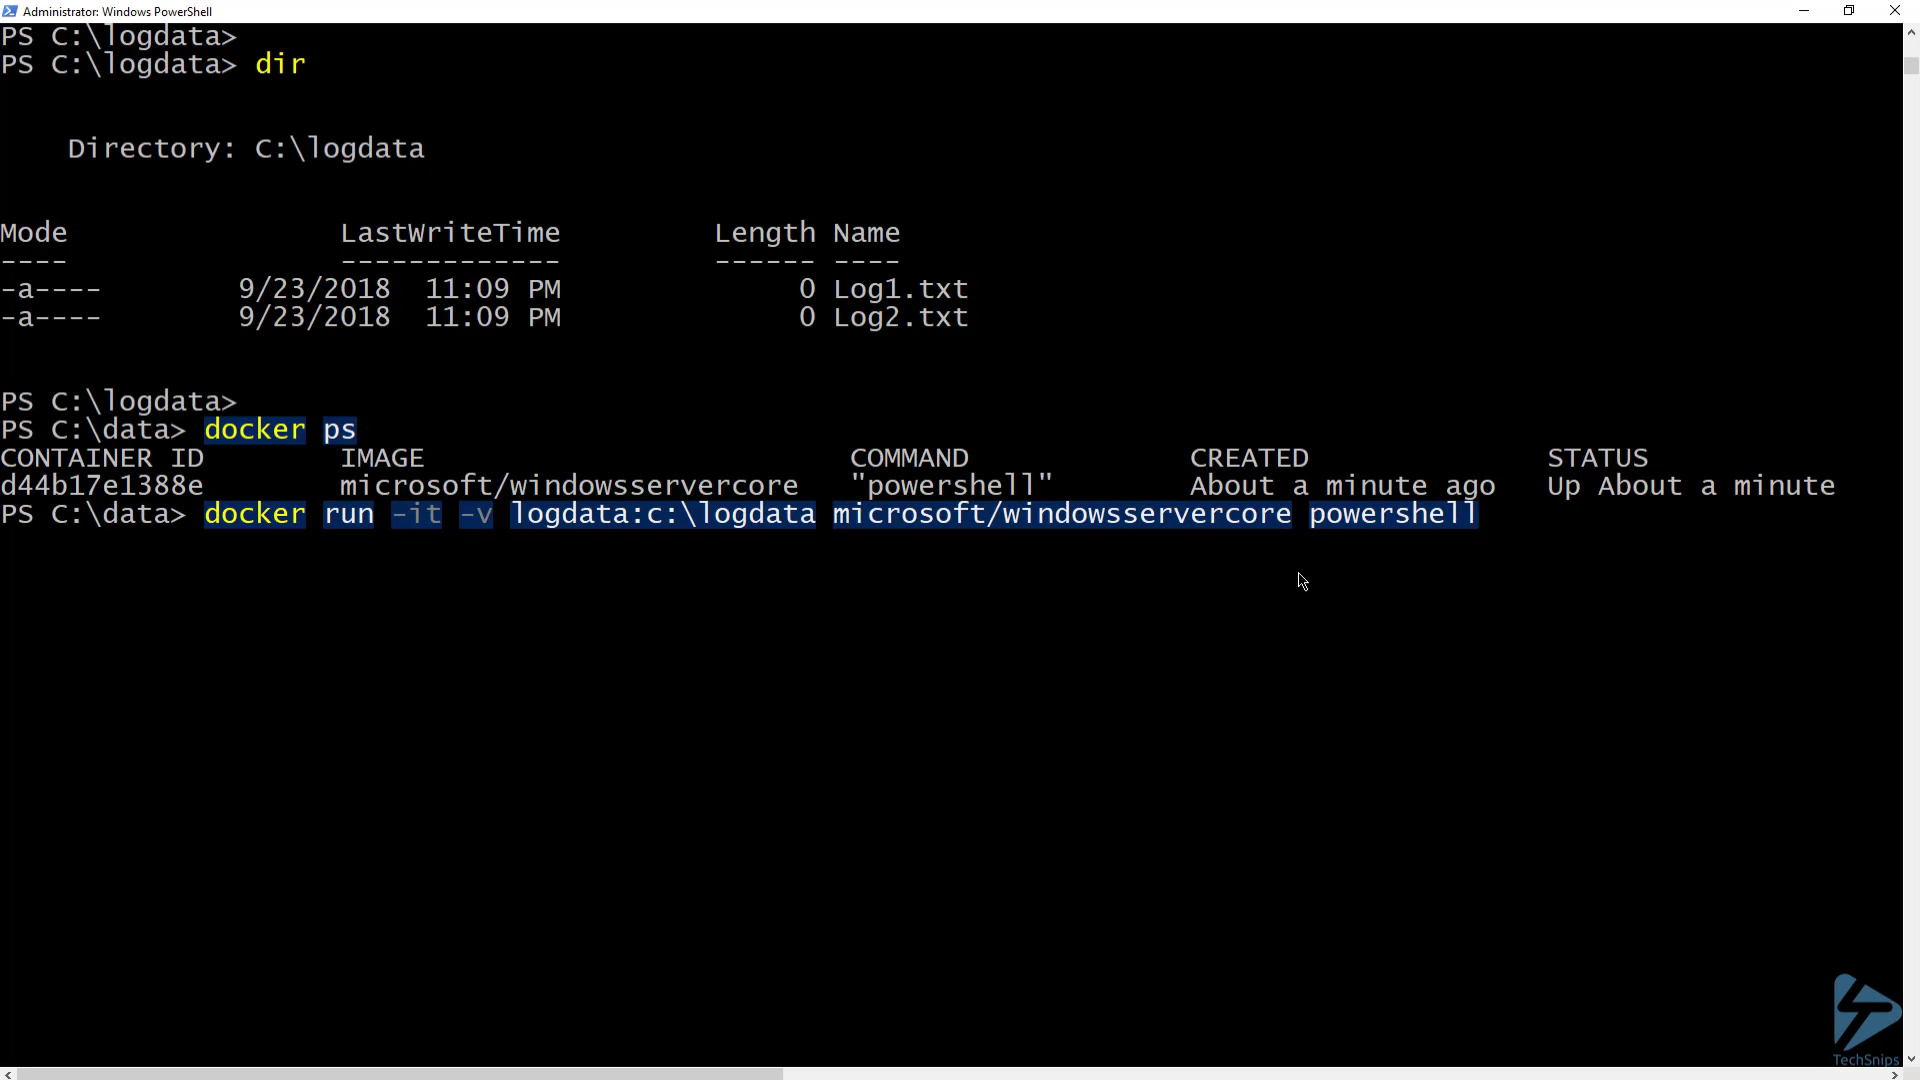 Administrator: Windows PowerShell
PS C:\logdata>
PS C:\logdata> dir
Directory: C:\logdata
Mode LastWriteTime Length Name
---- ------------- ------ ----
-a---- 9/23/2018 11:09 PM 0 Log1.txt
-a---- 9/23/2018 11:09 PM 0 Log2.txt
PS C:\logdata>
PS C:\data> docker ps
CONTAINER ID IMAGE COMMAND CREATED STATUS
d44b17e1388e microsoft/windowsservercore "powershell" About a minute ago Up About a minute
PS C:\data> docker run -it -v logdata:c:\logdata microsoft/windowsservercore powershell
TechSnips